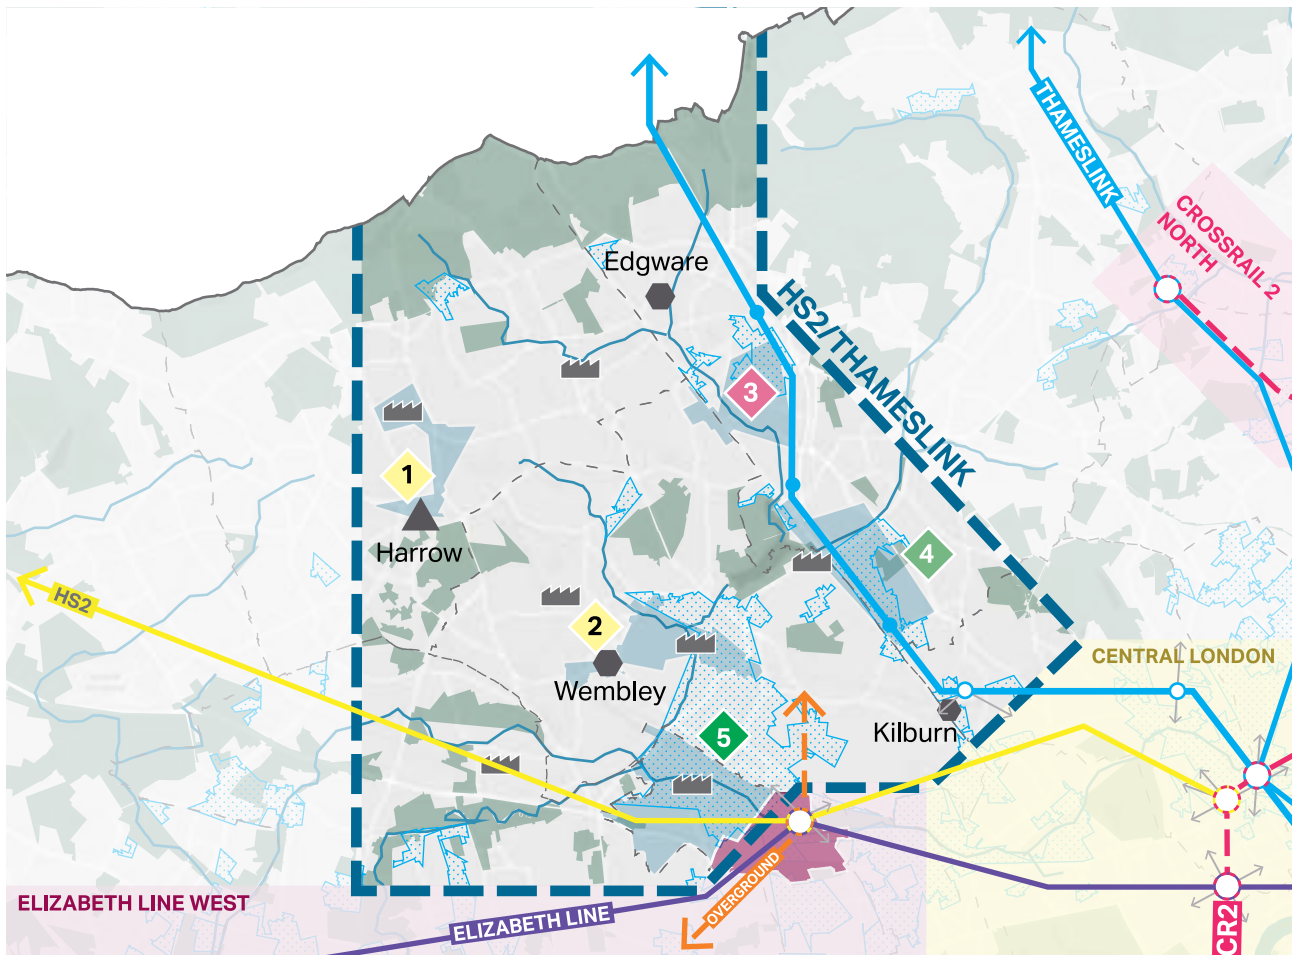 THAMESLINK
CROSSRAIL 2
NORTH
Edgware
HS2/THAMESLINK
3
1
Harrow
4
HS2
2
Wembley
CENTRAL LONDON
5
Kilburn
OVERGROUND
ELIZABETH LINE WEST
ELIZABETH LINE
CR2